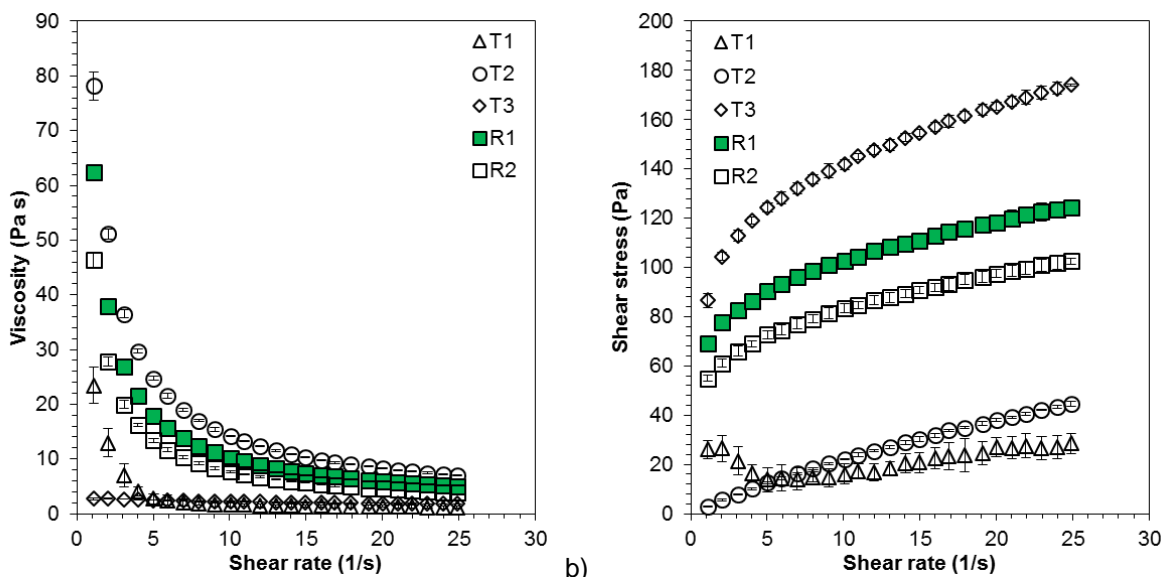 90
80
70
60
50
40
30
20
10
0
Viscosity (Pa s)
0 5 10 15 20 25 30
Shear rate (1/s)
T1
T2
T3
R1
R2
b)
200
180
160
140
120
100
80
60
40
20
0
Shear stress (Pa)
0 5 10 15 20 25 30
Shear rate (1/s)
T1
T2
T3
R1
R2